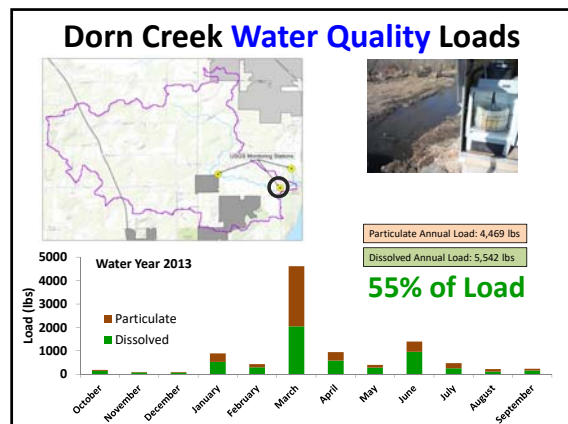 Dorn Creek Water Quality Loads
USGS Monitoring Stations
Particulate Annual Load: 4,469 lbs
Dissolved Annual Load: 5,542 lbs
55% of Load
Water Year 2013
Load (lbs)
5000
4000
3000
2000
1000
0
Particulate
Dissolved
October
November
December
January
February
March
April
May
June
July
August
September